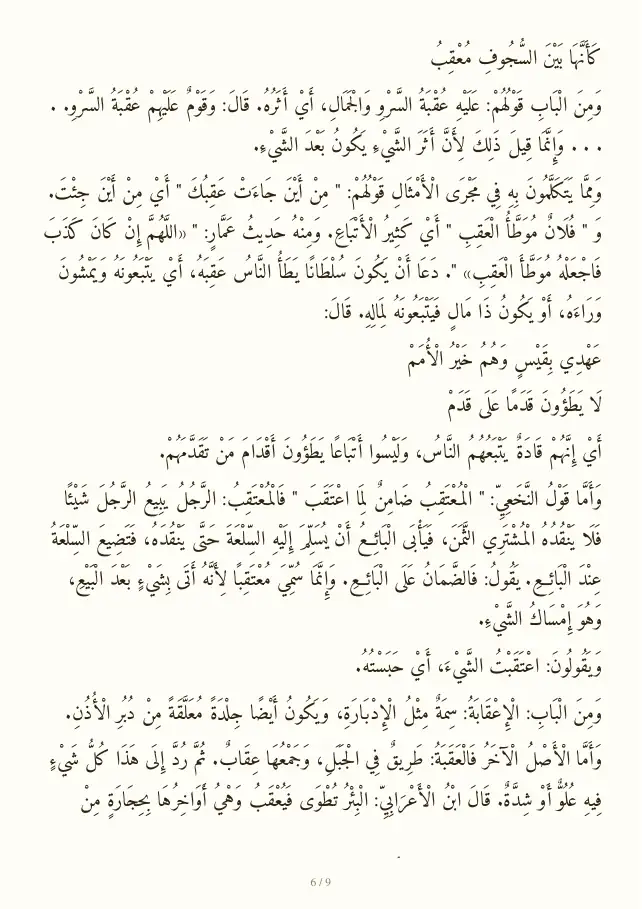 كَأَنَّهَا بَيْنَ السُّجُوفِ مُعْقِبُ
وَمِنَ الْبَابِ قَوْلُهُمْ: عَلَيْهِ عُقْبَةُ السَّرْوِ وَالْجَمَالِ، أَيْ أَثَرُهُ. قَالَ: وَقَوْمٌ عَلَيْهِمْ عُقْبَةُ السَّرْوِ. .
. . . وَإِنَّمَا قِيلَ ذَلِكَ لِأَنَّ أَثَرَ الشَّيْءِ يَكُونُ بَعْدَ الشَّيْءِ.
وَمِمَّا يَتَكَلَّمُونَ بِهِ فِي مَجْرَى الْأَمْثَالِ قَوْلُهُمْ: " مِنْ أَيْنَ جَاءَتْ عَقِبُكَ " أَيْ مِنْ أَيْنَ جِئْتَ.
وَ " فُلَانٌ مُوَطَّأُ الْعَقِبِ " أَيْ كَثِيرُ الْأَتْبَاعِ. وَمِنْهُ حَدِيثُ عَمَّارٍ: " «اللَّهُمَّ إِنْ كَانَ كَذَبَ
فَاجْعَلْهُ مُوَطَّأَ الْعَقِبِ» ". دَعَا أَنْ يَكُونَ سُلْطَانًا يَطَأُ النَّاسُ عَقِبَهُ، أَيْ يَتْبَعُونَهُ وَيَمْشُونَ
وَرَاءَهُ، أَوْ يَكُونُ ذَا مَالٍ فَيَتْبَعُونَهُ لِمَالِهِ. قَالَ:
عَهْدِي بِقَيْسٍ وَهُمُ خَيْرُ الْأُمَمْ
لَا يَطَؤُونَ قَدَمًا عَلَى قَدَمْ
أَيْ إِنَّهُمْ قَادَةٌ يَتْبَعُهُمُ النَّاسُ، وَلَيْسُوا أَتْبَاعًا يَطَؤُونَ أَقْدَامَ مَنْ تَقَدَّمَهُمْ.
وَأَمَّا قَوْلُ النَّخَعِيِّ: " الْمُعْتَقِبُ ضَامِنٌ لِمَا اعْتَقَبَ " فَالْمُعْتَقِبُ: الرَّجُلُ يَبِيعُ الرَّجُلَ شَيْئًا
فَلَا يَنْقُدُهُ الْمُشْتَرِي الثَّمَنَ، فَيَأْبَى الْبَائِعُ أَنْ يُسَلِّمَ إِلَيْهِ السِّلْعَةَ حَتَّى يَنْقُدَهُ، فَتَضِيعَ السِّلْعَةُ
عِنْدَ الْبَائِعِ. يَقُولُ: فَالضَّمَانُ عَلَى الْبَائِعِ. وَإِنَّمَا سُمِّيَ مُعْتَقِبًا لِأَنَّهُ أَتَى بِشَيْءٍ بَعْدَ الْبَيْعِ،
وَهُوَ إِمْسَاكُ الشَّيْءِ.
وَيَقُولُونَ: اعْتَقَبْتُ الشَّيْءَ، أَيْ حَبَسْتُهُ.
وَمِنَ الْبَابِ: الْإِعْقَابَةُ: سِمَةٌ مِثْلُ الْإِدْبَارَةِ، وَيَكُونُ أَيْضًا جِلْدَةً مُعَلَّقَةً مِنْ دُبُرِ الْأُذُنِ.
وَأَمَّا الْأَصْلُ الْآخَرُ فَالْعَقَبَةُ: طَرِيقٌ فِي الْجَبَلِ، وَجَمْعُهَا عِقَابٌ. ثُمَّ رُدَّ إِلَى هَذَا كُلُّ شَيْءٍ
فِيهِ عُلُوٌّ أَوْ شِدَّةٌ. قَالَ ابْنُ الْأَعْرَابِيِّ: الْبِئْرُ تُطْوَى فَيُعْقَبُ وَهْيُ أَوَاخِرُهَا بِحِجَارَةٍ مِنْ
6 / 9